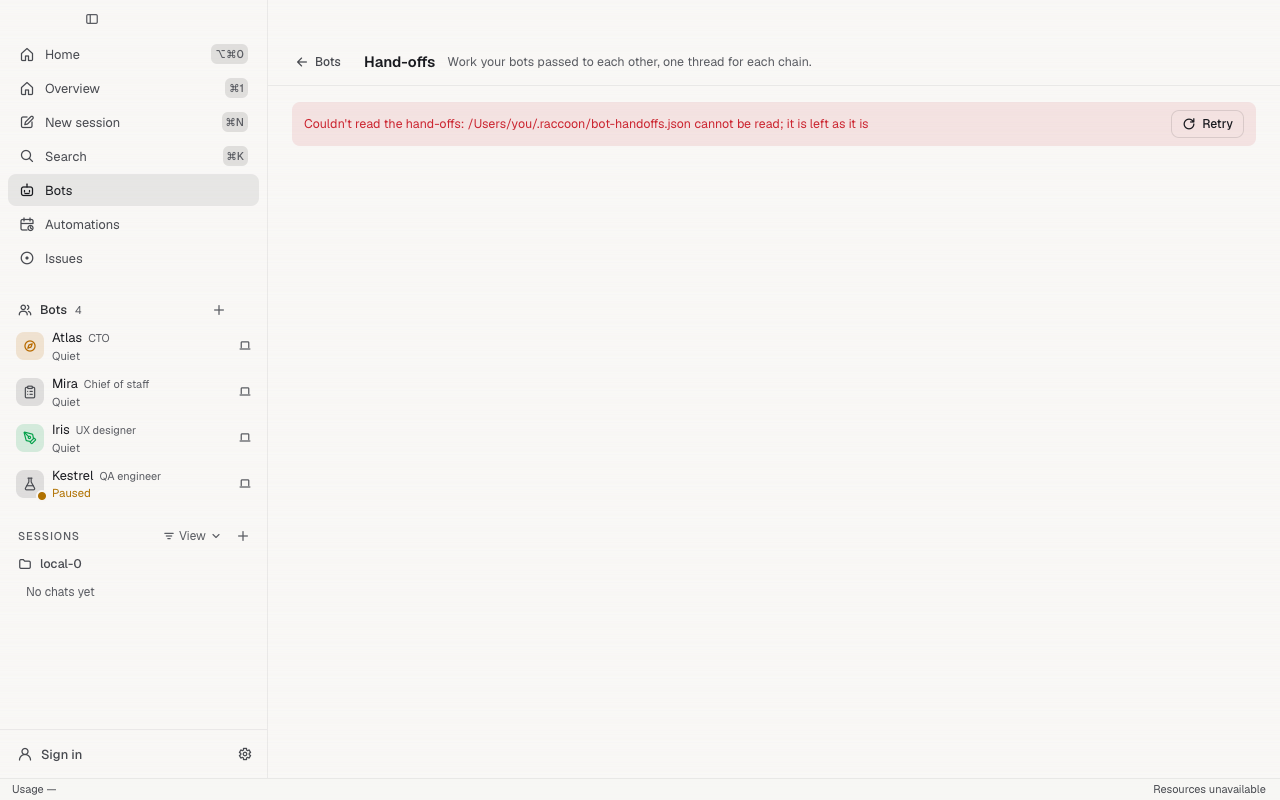 Home ⌥⌘0
Overview ⌘1
New session ⌘N
Search ⌘K
Bots
Automations
Issues
Bots 4
Atlas CTO
Quiet
Mira Chief of staff
Quiet
Iris UX designer
Quiet
Kestrel QA engineer
Paused
SESSIONS View
local-0
No chats yet
Sign in
Bots Hand-offs Work your bots passed to each other, one thread for each chain.
Couldn't read the hand-offs: /Users/you/.raccoon/bot-handoffs.json cannot be read; it is left as it is Retry
Usage — Resources unavailable